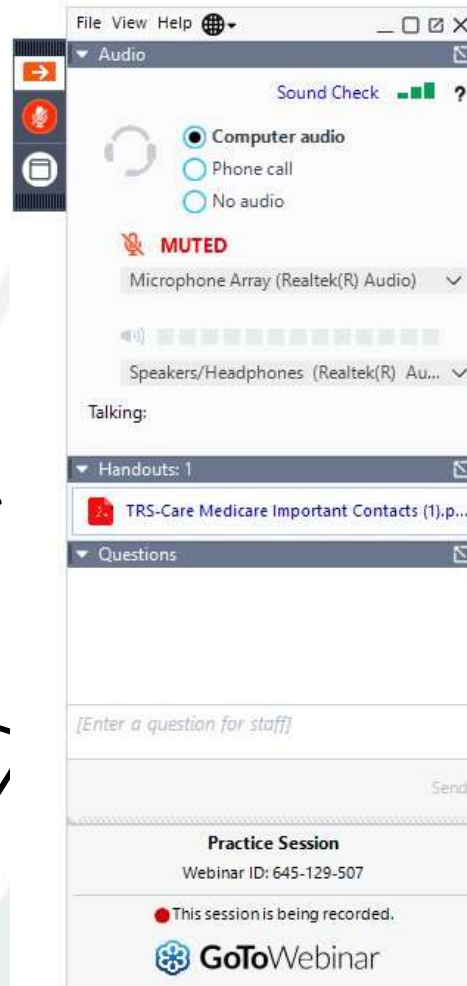 File View Help
Audio
Sound Check ?
Computer audio
Phone call
No audio
MUTED
Microphone Array (Realtek(R) Audio)
Speakers/Headphones (Realtek(R) Au...
Talking:
Handouts: 1
TRS-Care Medicare Important Contacts (1).p...
Questions
[Enter a question for staff]
Send
Practice Session
Webinar ID: 645-129-507
This session is being recorded.
GoToWebinar